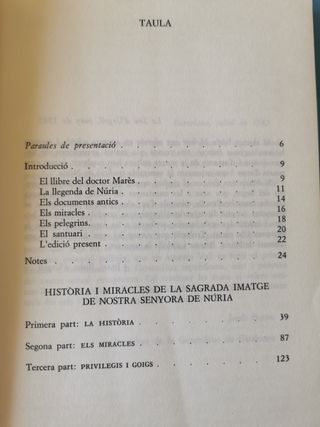 TAULA
Paraules de presentació . . . . . . . . . 6
Introducció . . . . . . . . . . . 9
El llibre del doctor Marès . . . . . . . 9
La llegenda de Núria . . . . . . . . 11
Els documents antics . . . . . . . . 14
Els miracles . . . . . . . . . . 16
Els pelegrins . . . . . . . . . . 18
El santuari . . . . . . . . . . 20
L'edició present . . . . . . . . . 22
Notes . . . . . . . . . . . . 24
HISTÒRIA I MIRACLES DE LA SAGRADA IMATGE
DE NOSTRA SENYORA DE NÚRIA
Primera part: LA HISTÒRIA . . . . . . . . 39
Segona part: ELS MIRACLES . . . . . . . . 87
Tercera part: PRIVILEGIS I GOIGS . . . . . . . 123